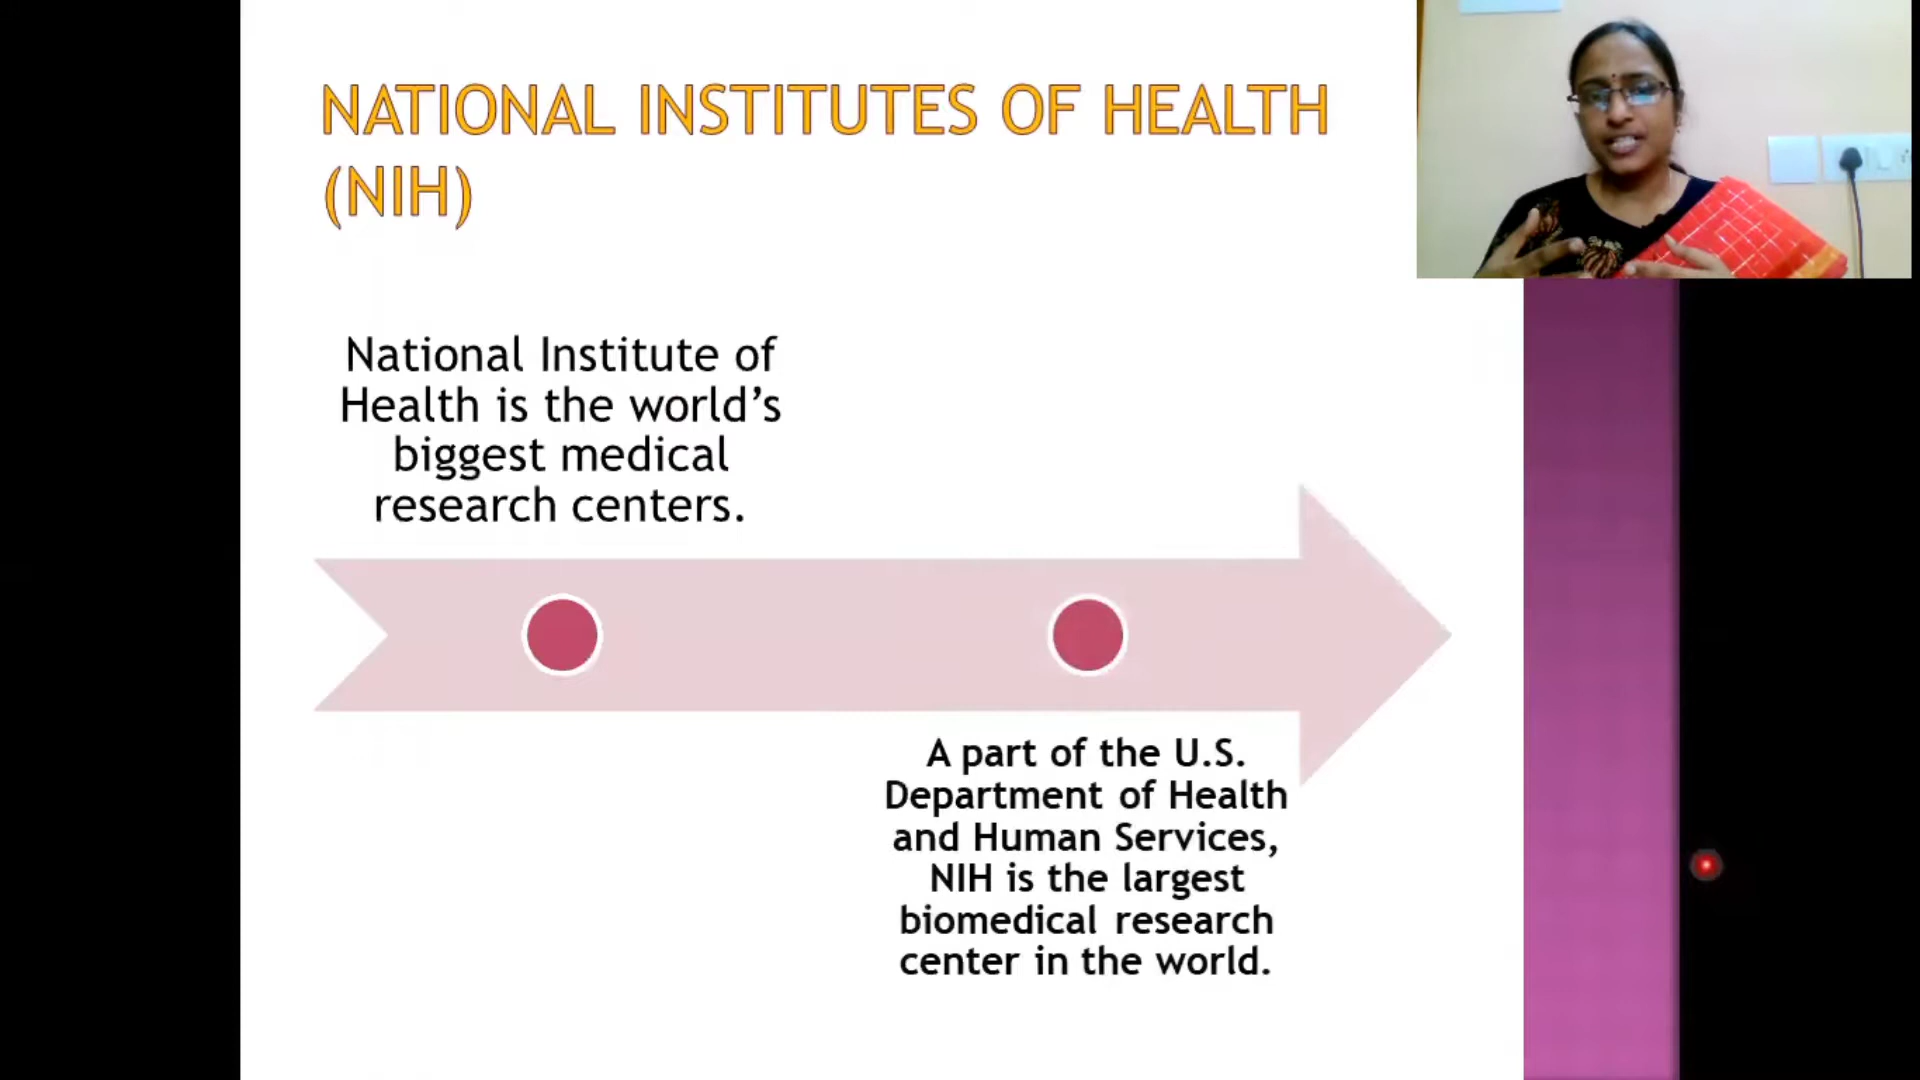 NATIONAL INSTITUTES OF HEALTH
(NIH)
National Institute of
Health is the world’s
biggest medical
research centers.
A part of the U.S.
Department of Health
and Human Services,
NIH is the largest
biomedical research
center in the world.